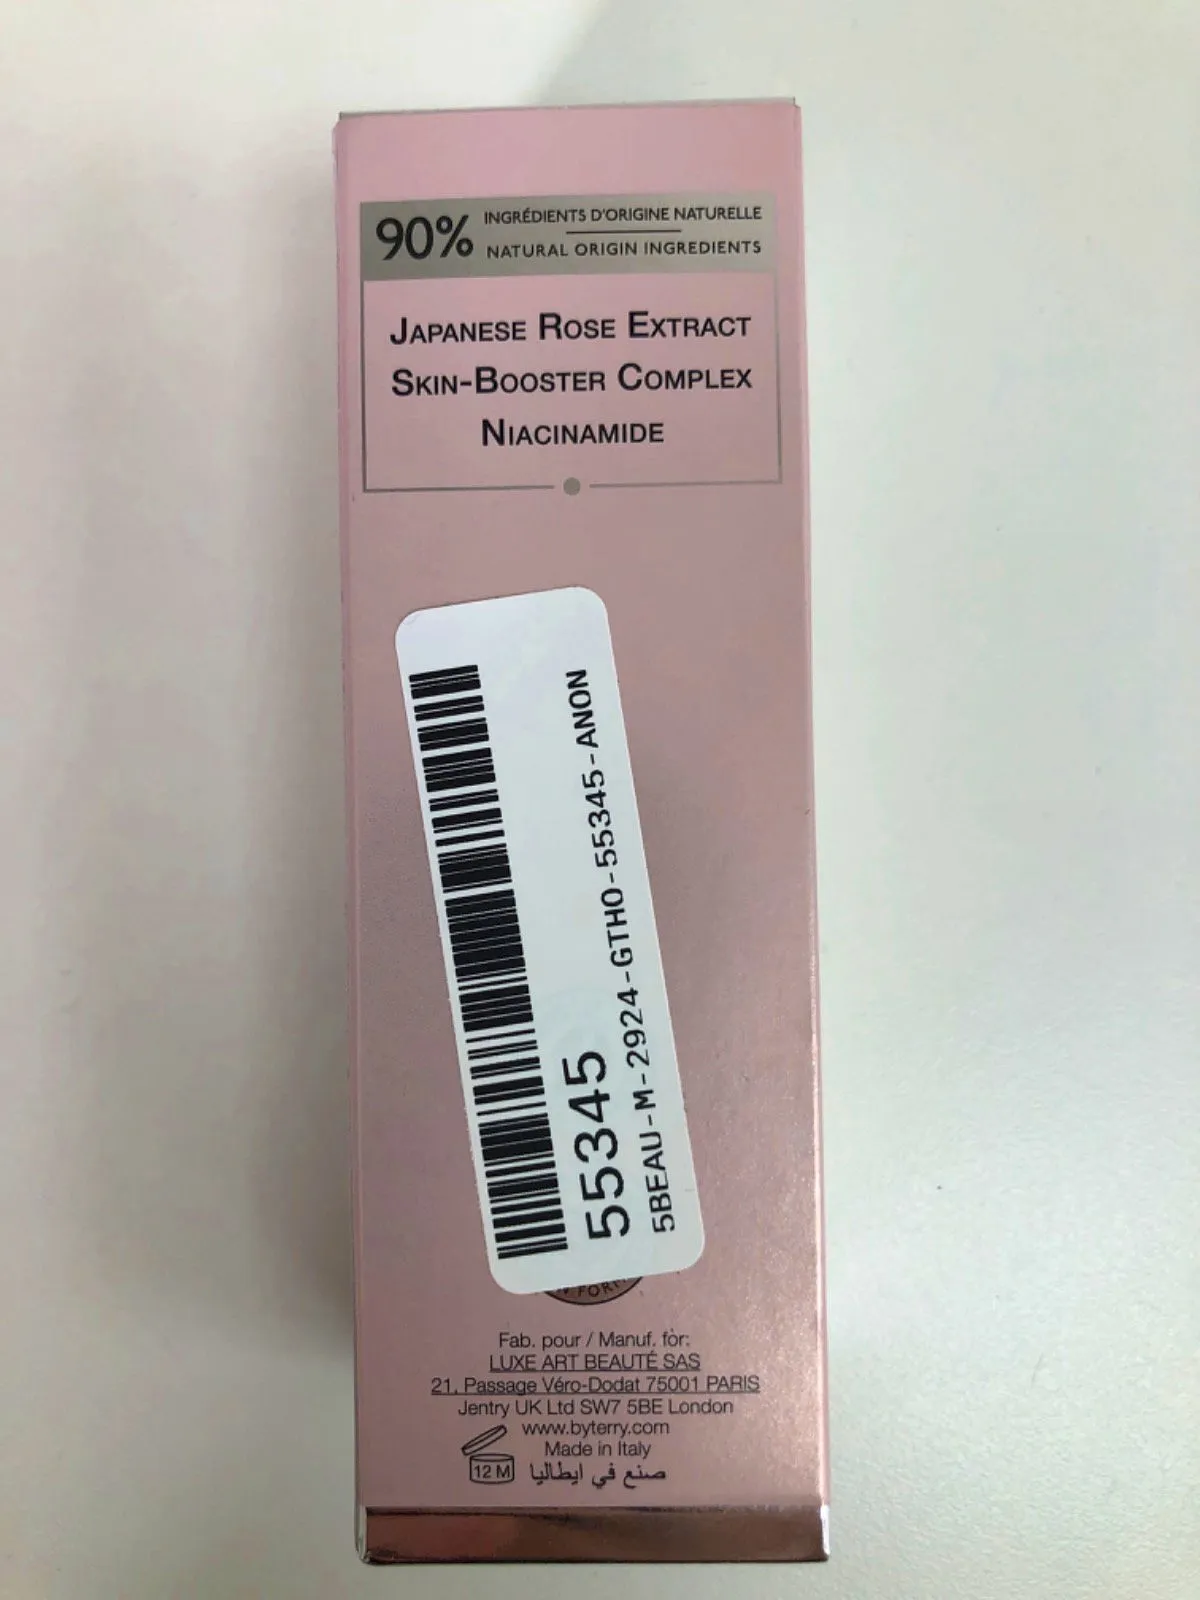 90%
INGRÉDIENTS D'ORIGINE NATURELLE
NATURAL ORIGIN INGREDIENTS
JAPANESE ROSE EXTRACT
SKIN-BOOSTER COMPLEX
NIACINAMIDE
55345
5BEAU-M-2924-GTHO-55345-ANON
Fab. pour / Manuf. for:
LUXE ART BEAUTÉ SAS
21, Passage Véro-Dodat 75001 PARIS
Jentry UK Ltd SW7 5BE London
www.byterry.com
Made in Italy
12 M
صنع في ايطاليا